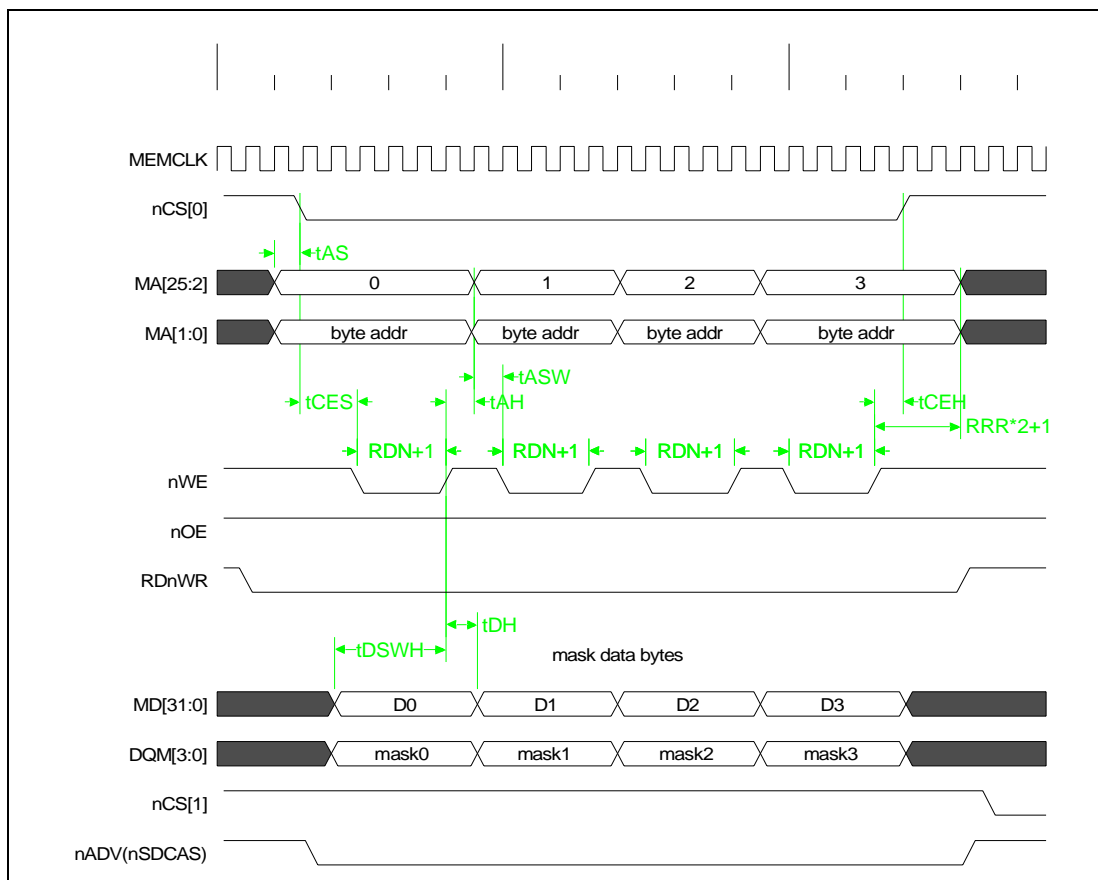 MEMCLK
nCS[0]
tAS
MA[25:2] 0 1 2 3
MA[1:0] byte addr byte addr byte addr byte addr
tASW
tCES tAH tCEH
RRR*2+1
RDN+1 RDN+1 RDN+1 RDN+1
nWE
nOE
RDnWR
tDH
tDSWH
mask data bytes
MD[31:0] D0 D1 D2 D3
DQM[3:0] mask0 mask1 mask2 mask3
nCS[1]
nADV(nSDCAS)